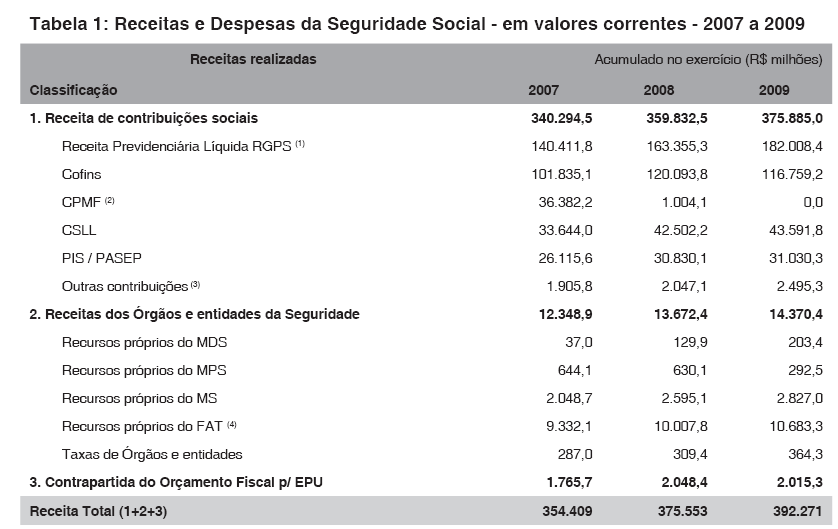 Tabela 1: Receitas e Despesas da Seguridade Social - em valores correntes - 2007 a 2009
Receitas realizadas Acumulado no exercício (R$ milhões)
Classificação 2007 2008 2009
1. Receita de contribuições sociais 340.294,5 359.832,5 375.885,0
Receita Previdenciária Líquida RGPS (1) 140.411,8 163.355,3 182.008,4
Cofins 101.835,1 120.093,8 116.759,2
CPMF (2) 36.382,2 1.004,1 0,0
CSLL 33.644,0 42.502,2 43.591,8
PIS / PASEP 26.115,6 30.830,1 31.030,3
Outras contribuições (3) 1.905,8 2.047,1 2.495,3
2. Receitas dos Órgãos e entidades da Seguridade 12.348,9 13.672,4 14.370,4
Recursos próprios do MDS 37,0 129,9 203,4
Recursos próprios do MPS 644,1 630,1 292,5
Recursos próprios do MS 2.048,7 2.595,1 2.827,0
Recursos próprios do FAT (4) 9.332,1 10.007,8 10.683,3
Taxas de Órgãos e entidades 287,0 309,4 364,3
3. Contrapartida do Orçamento Fiscal p/ EPU 1.765,7 2.048,4 2.015,3
Receita Total (1+2+3) 354.409 375.553 392.271